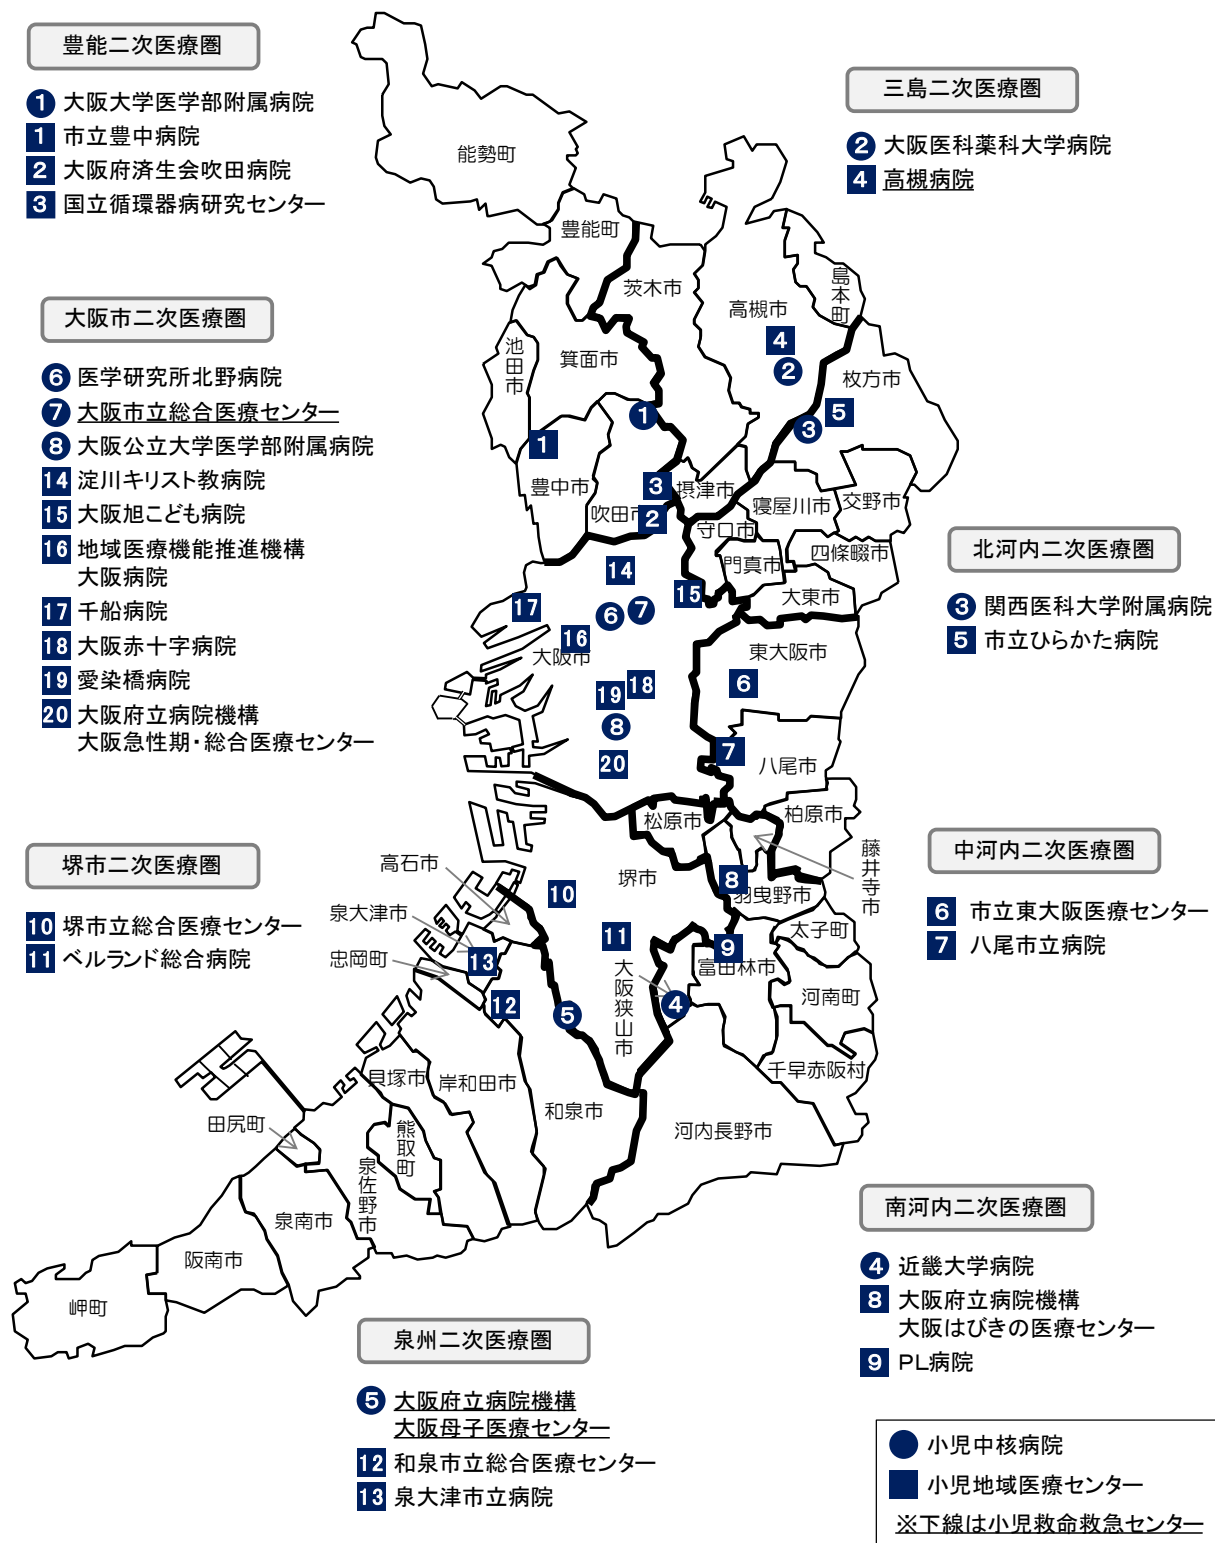 豊能二次医療圏
1 大阪大学医学部附属病院
1 市立豊中病院
2 大阪府済生会吹田病院
3 国立循環器病研究センター
三島二次医療圏
2 大阪医科薬科大学病院
4 高槻病院
大阪市二次医療圏
6 医学研究所北野病院
7 大阪市立総合医療センター
8 大阪公立大学医学部附属病院
14 淀川キリスト教病院
15 大阪旭こども病院
16 地域医療機能推進機構
大阪病院
17 千船病院
18 大阪赤十字病院
19 愛染橋病院
20 大阪府立病院機構
大阪急性期・総合医療センター
北河内二次医療圏
3 関西医科大学附属病院
5 市立ひらかた病院
堺市二次医療圏
10 堺市立総合医療センター
11 ベルランド総合病院
中河内二次医療圏
6 市立東大阪医療センター
7 八尾市立病院
南河内二次医療圏
4 近畿大学病院
8 大阪府立病院機構
大阪はびきの医療センター
9 PL病院
泉州二次医療圏
5 大阪府立病院機構
大阪母子医療センター
12 和泉市立総合医療センター
13 泉大津市立病院
小児中核病院
小児地域医療センター
※下線は小児救命救急センター
能勢町
豊能町
茨木市
高槻市
島本町
4
2
池田市
箕面市
枚方市
5
3
1
1
豊中市
吹田市
3
2
摂津市
寝屋川市
交野市
守口市
門真市
四條畷市
大東市
14
15
17
6
7
16
大阪市
東大阪市
6
19
18
8
20
7
八尾市
松原市
柏原市
藤井寺市
高石市
堺市
8
羽曳野市
10
泉大津市
11
太子町
9
富田林市
忠岡町
13
大阪狭山市
12
5
4
河南町
千早赤阪村
貝塚市
岸和田市
和泉市
河内長野市
田尻町
熊取町
泉佐野市
泉南市
阪南市
岬町